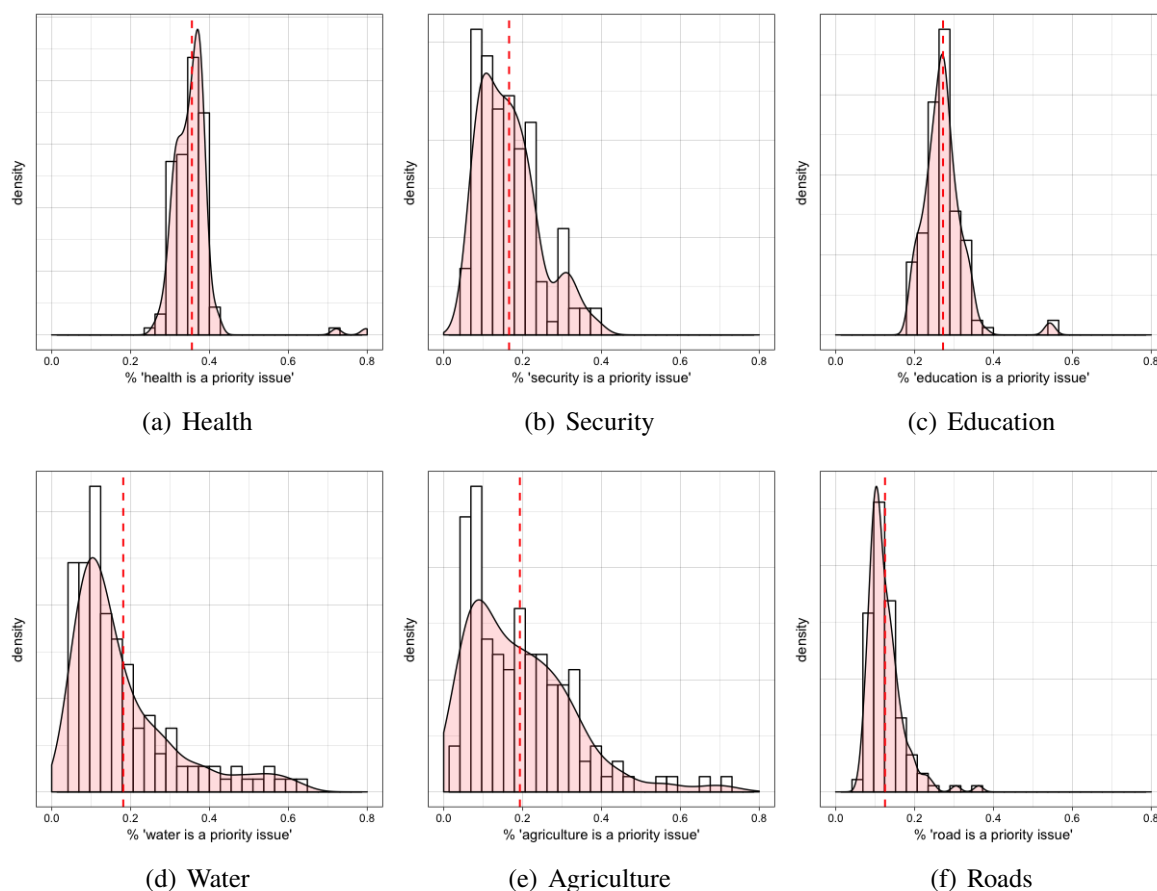 density
0.0 0.2 0.4 0.6 0.8
% 'health is a priority issue'
(a) Health
density
0.0 0.2 0.4 0.6 0.8
% 'security is a priority issue'
(b) Security
density
0.0 0.2 0.4 0.6 0.8
% 'education is a priority issue'
(c) Education
density
0.0 0.2 0.4 0.6 0.8
% 'water is a priority issue'
(d) Water
density
0.0 0.2 0.4 0.6 0.8
% 'agriculture is a priority issue'
(e) Agriculture
density
0.0 0.2 0.4 0.6 0.8
% 'road is a priority issue'
(f) Roads